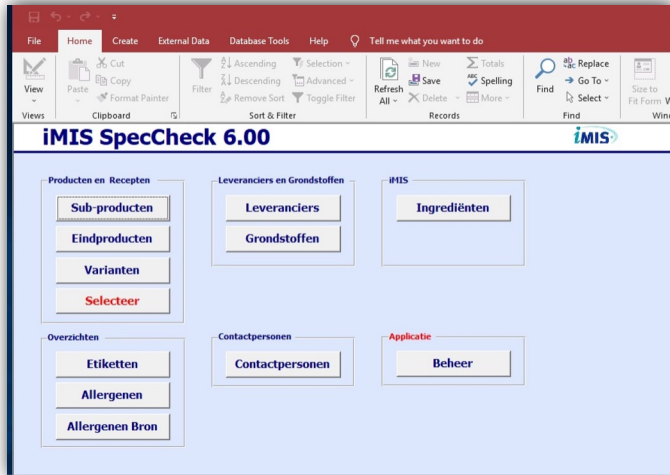 File Home Create External Data Database Tools Help Tell me what you want to do
View Paste Cut Copy Format Painter Filter Ascending Descending Remove Sort Selection Advanced Toggle Filter Refresh All New Save Delete Totals Spelling More Find Replace Go To Select Size to Fit Form
Views Clipboard Sort & Filter Records Find
iMIS SpecCheck 6.00 iMIS
Producten en Recepten Leveranciers en Grondstoffen iMIS
Sub-producten Leveranciers Ingrediënten
Eindproducten Grondstoffen
Varianten
Selecteer
Overzichten Contactpersonen Applicatie
Etiketten Contactpersonen Beheer
Allergenen
Allergenen Bron